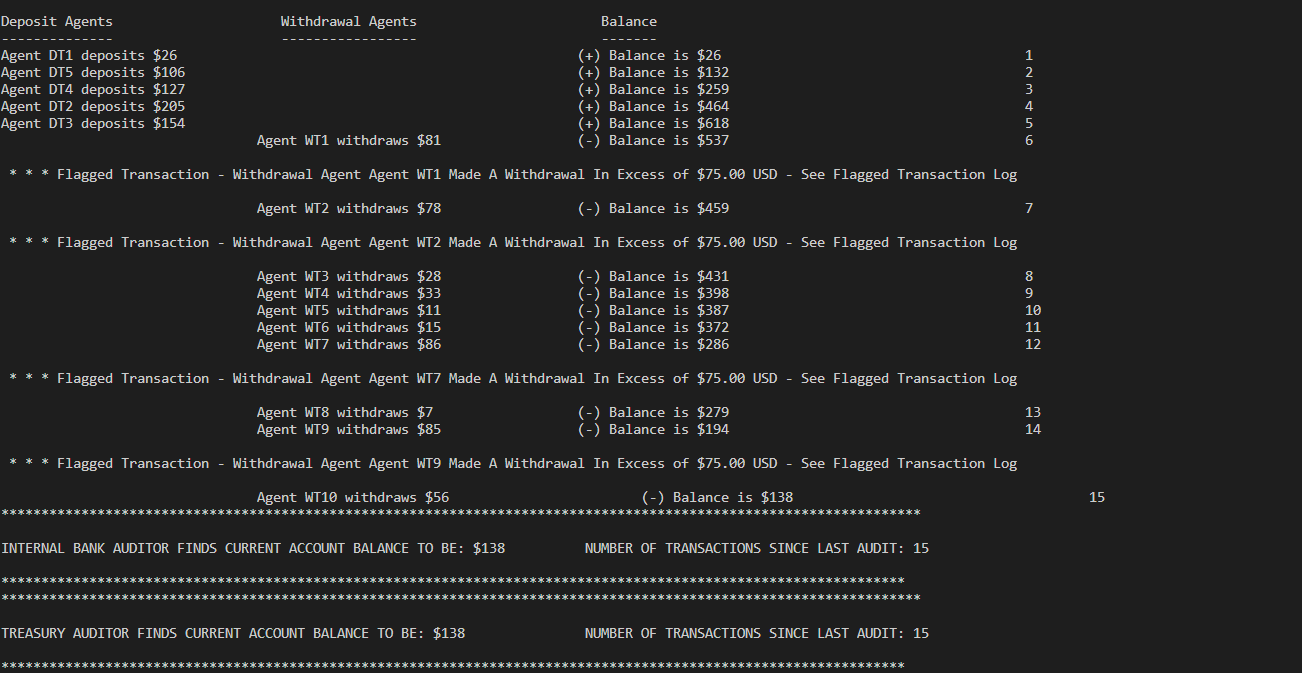 Deposit Agents Withdrawal Agents Balance
-------------- ----------------- -------
Agent DT1 deposits $26 (+) Balance is $26 1
Agent DT5 deposits $106 (+) Balance is $132 2
Agent DT4 deposits $127 (+) Balance is $259 3
Agent DT2 deposits $205 (+) Balance is $464 4
Agent DT3 deposits $154 (+) Balance is $618 5
Agent WT1 withdraws $81 (-) Balance is $537 6
* * * Flagged Transaction - Withdrawal Agent Agent WT1 Made A Withdrawal In Excess of $75.00 USD - See Flagged Transaction Log
Agent WT2 withdraws $78 (-) Balance is $459 7
* * * Flagged Transaction - Withdrawal Agent Agent WT2 Made A Withdrawal In Excess of $75.00 USD - See Flagged Transaction Log
Agent WT3 withdraws $28 (-) Balance is $431 8
Agent WT4 withdraws $33 (-) Balance is $398 9
Agent WT5 withdraws $11 (-) Balance is $387 10
Agent WT6 withdraws $15 (-) Balance is $372 11
Agent WT7 withdraws $86 (-) Balance is $286 12
* * * Flagged Transaction - Withdrawal Agent Agent WT7 Made A Withdrawal In Excess of $75.00 USD - See Flagged Transaction Log
Agent WT8 withdraws $7 (-) Balance is $279 13
Agent WT9 withdraws $85 (-) Balance is $194 14
* * * Flagged Transaction - Withdrawal Agent Agent WT9 Made A Withdrawal In Excess of $75.00 USD - See Flagged Transaction Log
Agent WT10 withdraws $56 (-) Balance is $138 15
*******************************************************************************************************************
INTERNAL BANK AUDITOR FINDS CURRENT ACCOUNT BALANCE TO BE: $138 NUMBER OF TRANSACTIONS SINCE LAST AUDIT: 15
*****************************************************************************************************************
*******************************************************************************************************************
TREASURY AUDITOR FINDS CURRENT ACCOUNT BALANCE TO BE: $138 NUMBER OF TRANSACTIONS SINCE LAST AUDIT: 15
*****************************************************************************************************************